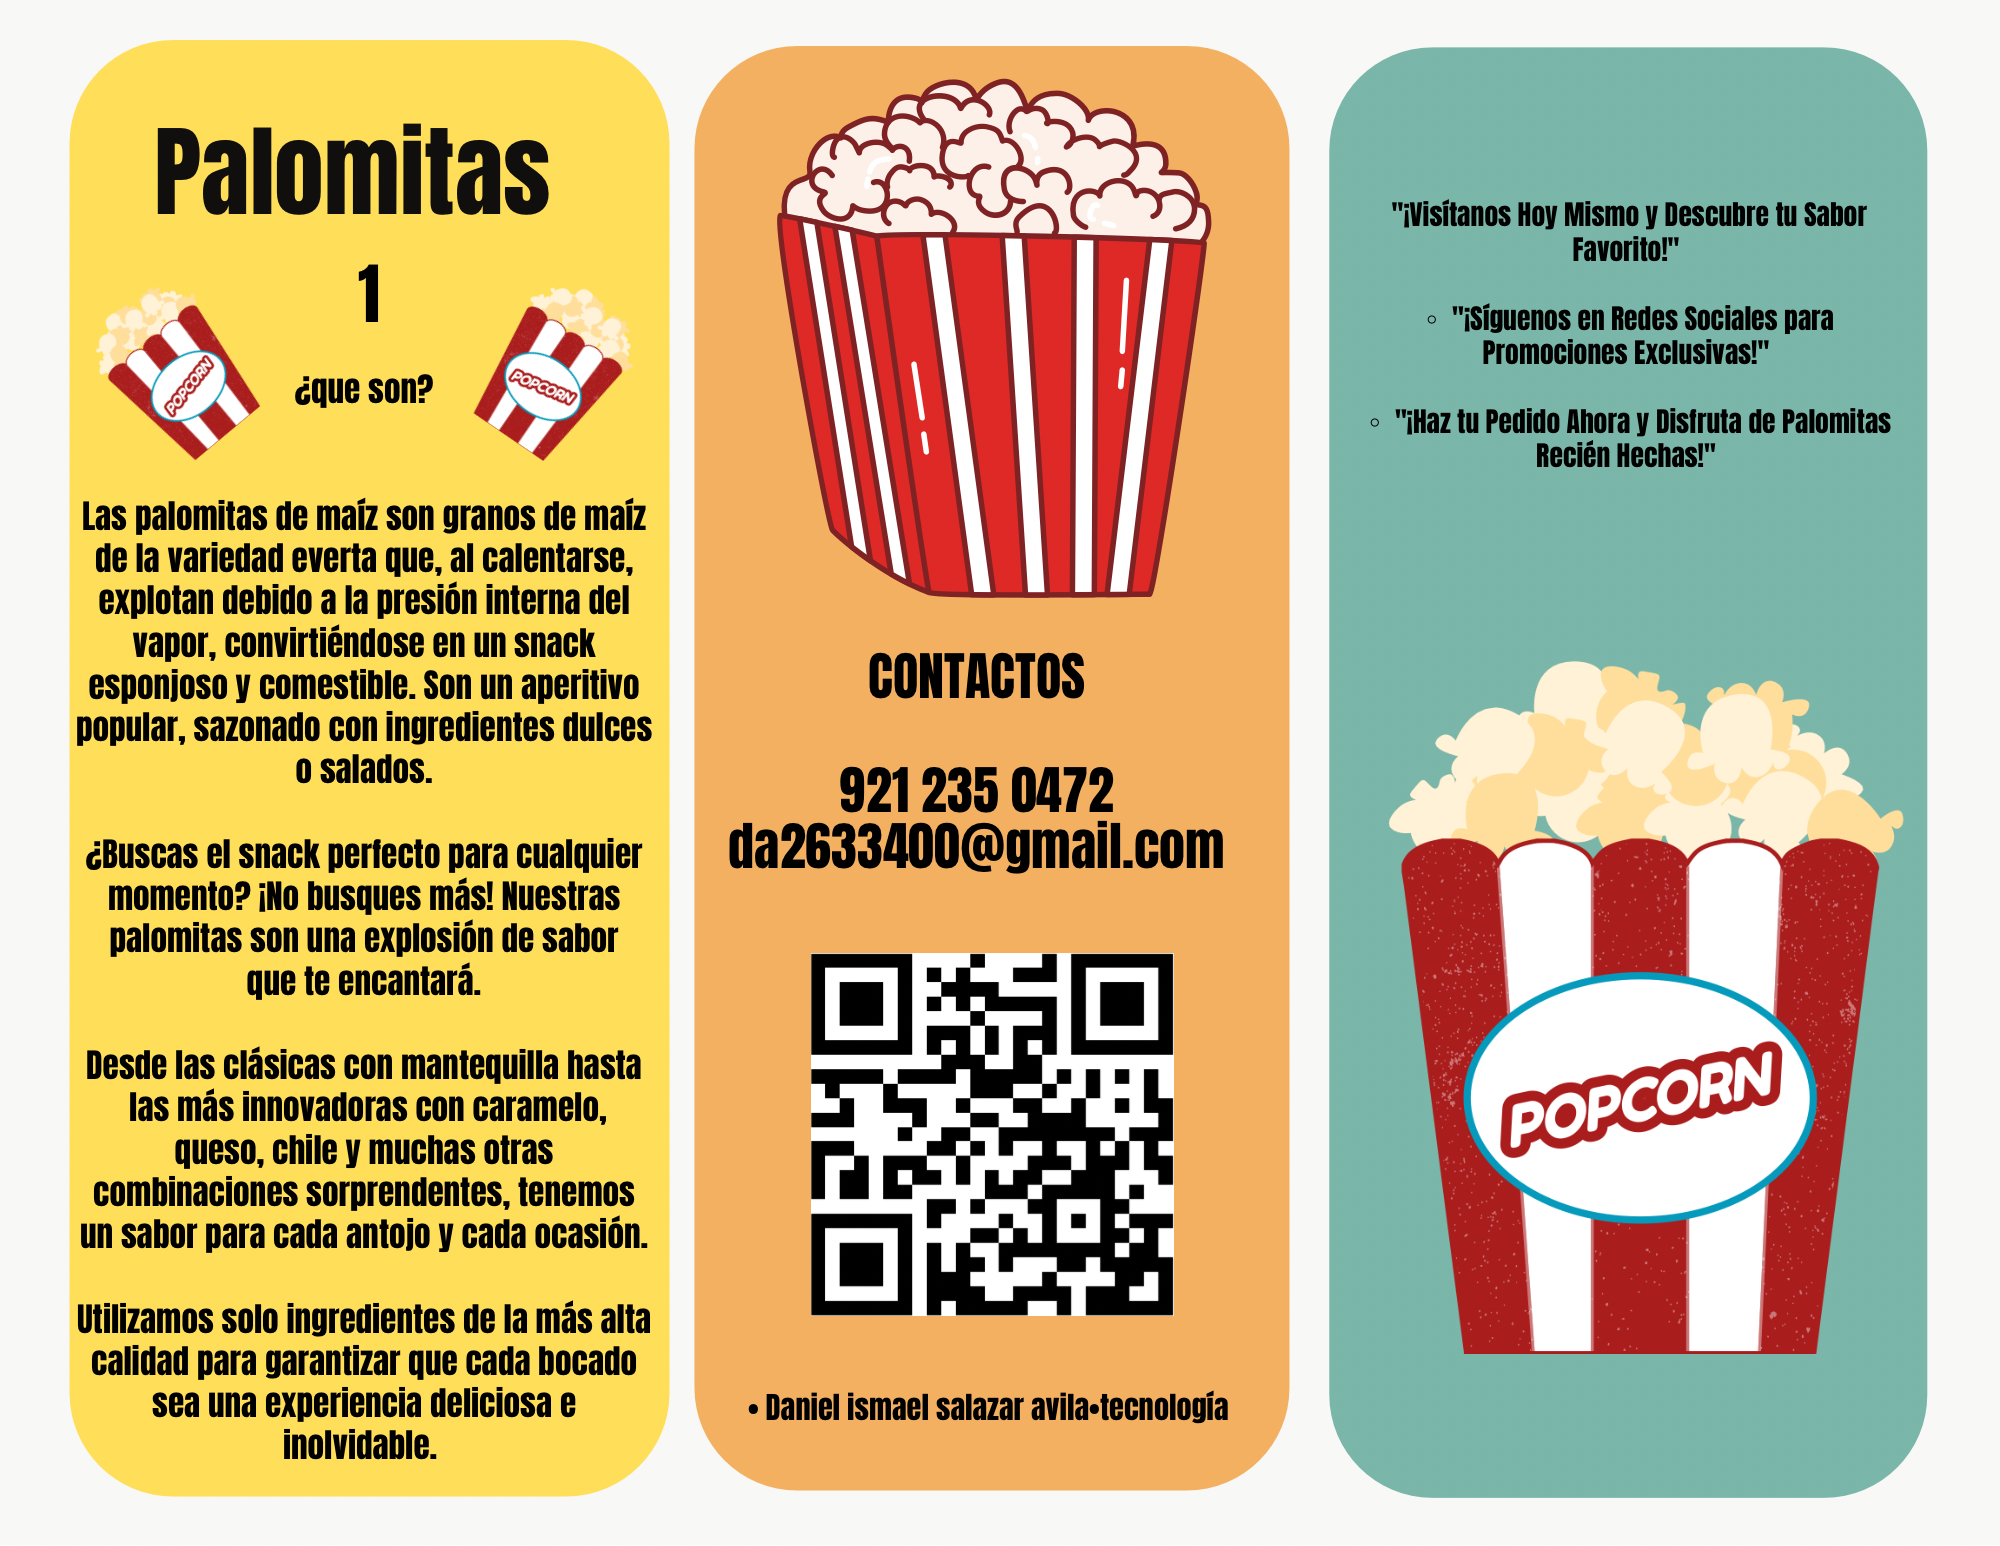 Palomitas
1
POPCORN
POPCORN
¿que son?
Las palomitas de maíz son granos de maíz
de la variedad everta que, al calentarse,
explotan debido a la presión interna del
vapor, convirtiéndose en un snack
esponjoso y comestible. Son un aperitivo
popular, sazonado con ingredientes dulces
o salados.
¿Buscas el snack perfecto para cualquier
momento? ¡No busques más! Nuestras
palomitas son una explosión de sabor
que te encantará.
Desde las clásicas con mantequilla hasta
las más innovadoras con caramelo,
queso, chile y muchas otras
combinaciones sorprendentes, tenemos
un sabor para cada antojo y cada ocasión.
Utilizamos solo ingredientes de la más alta
calidad para garantizar que cada bocado
sea una experiencia deliciosa e
inolvidable.
CONTACTOS
921 235 0472
da2633400@gmail.com
• Daniel ismael salazar avila•tecnología
"¡Visítanos Hoy Mismo y Descubre tu Sabor
Favorito!"
◦ "¡Síguenos en Redes Sociales para
Promociones Exclusivas!"
◦ "¡Haz tu Pedido Ahora y Disfruta de Palomitas
Recién Hechas!"
POPCORN